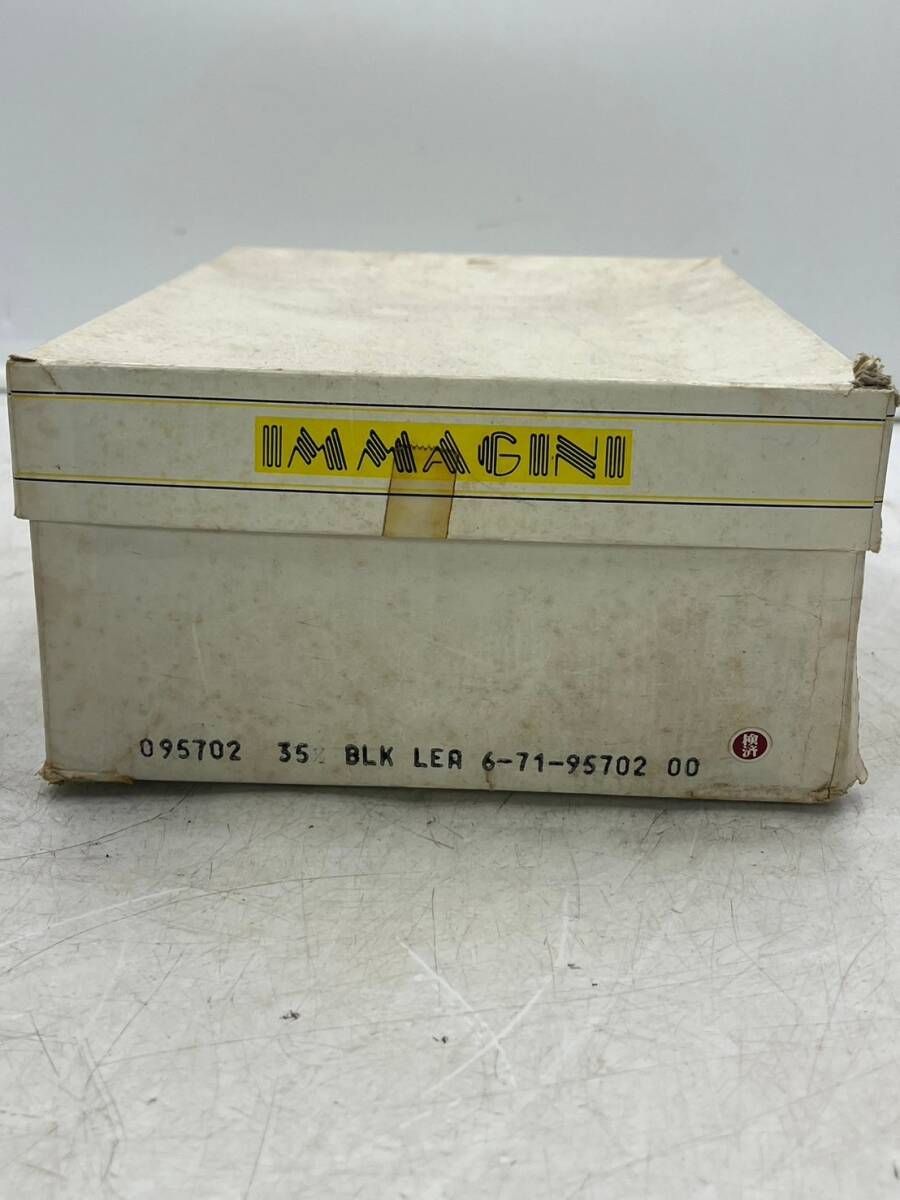 IMMAGINI
095702 35½ BLK LEA 6-71-95702 00
検済